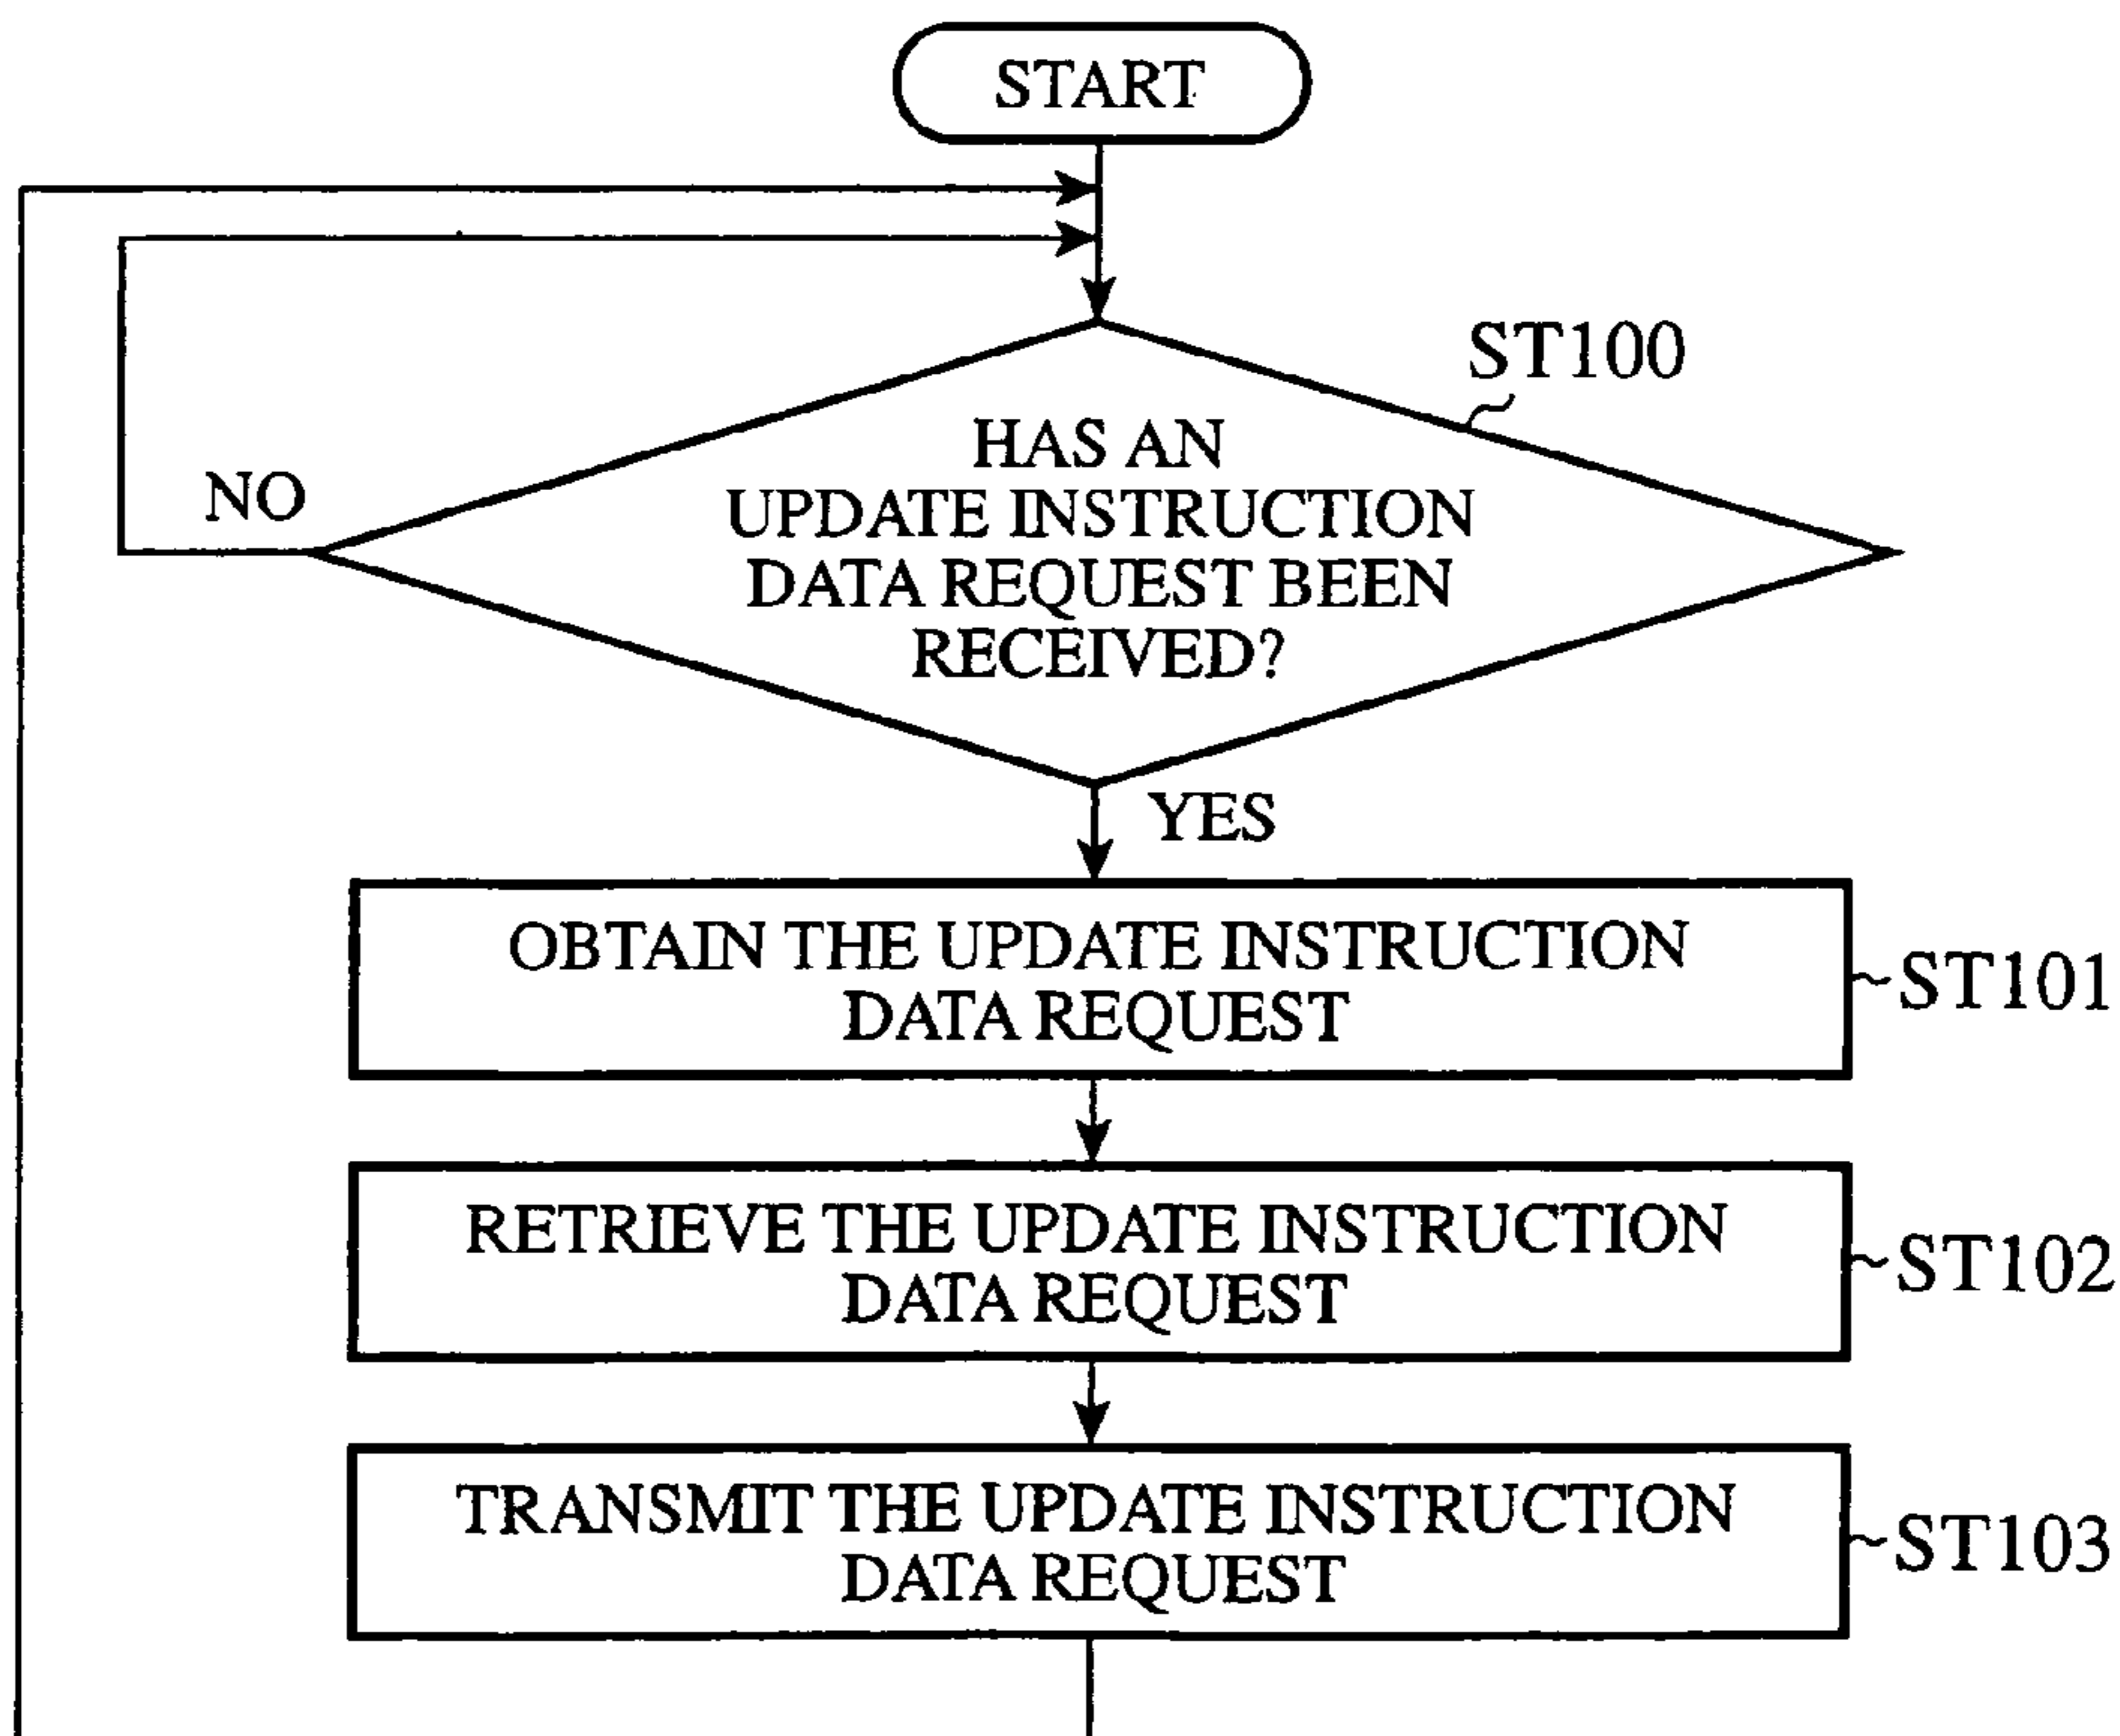 START
ST100
HAS AN
UPDATE INSTRUCTION
DATA REQUEST BEEN
RECEIVED?
NO
YES
OBTAIN THE UPDATE INSTRUCTION
DATA REQUEST
ST101
RETRIEVE THE UPDATE INSTRUCTION
DATA REQUEST
ST102
TRANSMIT THE UPDATE INSTRUCTION
DATA REQUEST
ST103